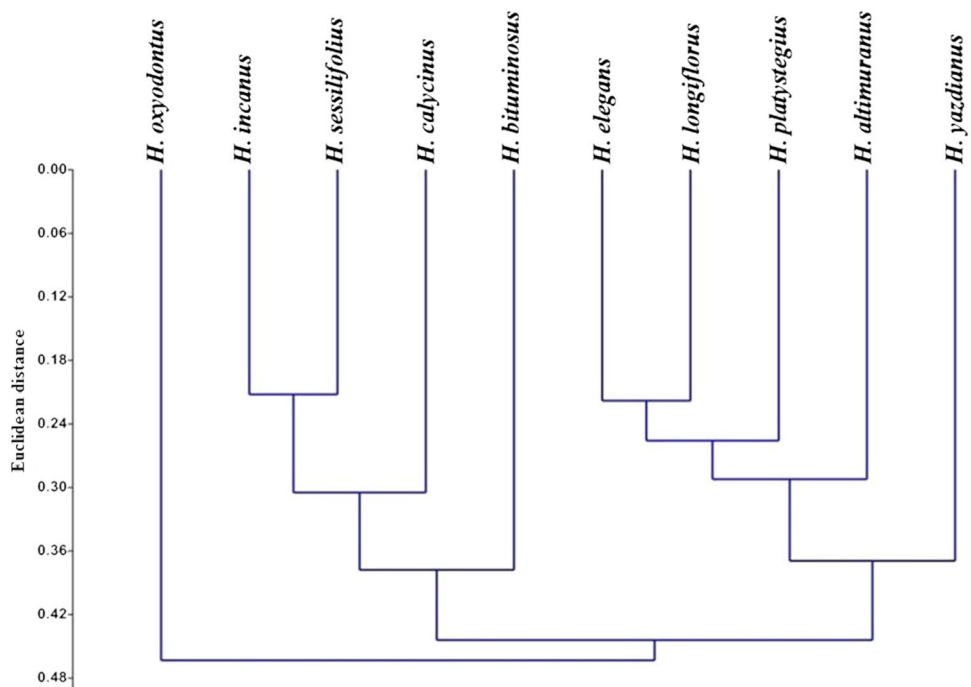 H. oxyodontus
H. incanus
H. sessilifolius
H. calycinus
H. bituminosus
H. elegans
H. longiflorus
H. platystegius
H. alimuranus
H. yazdianus
Euclidean distance
0.00
0.06
0.12
0.18
0.24
0.30
0.36
0.42
0.48